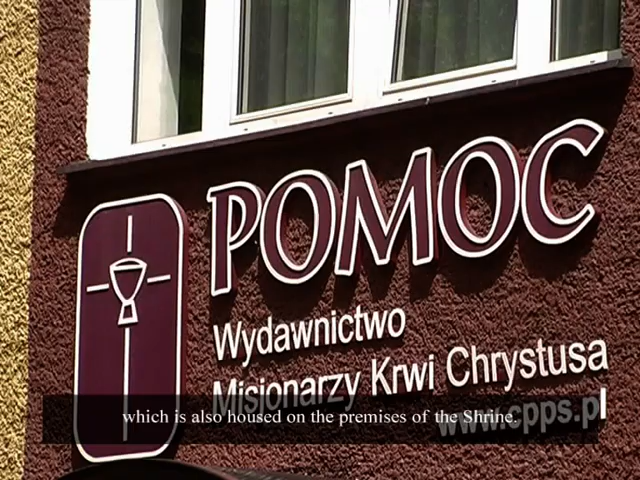 POMOC
Wydawnictwo
Misjonarzy Krwi Chrystusa
www.cpps.pl
which is also housed on the premises of the Shrine.